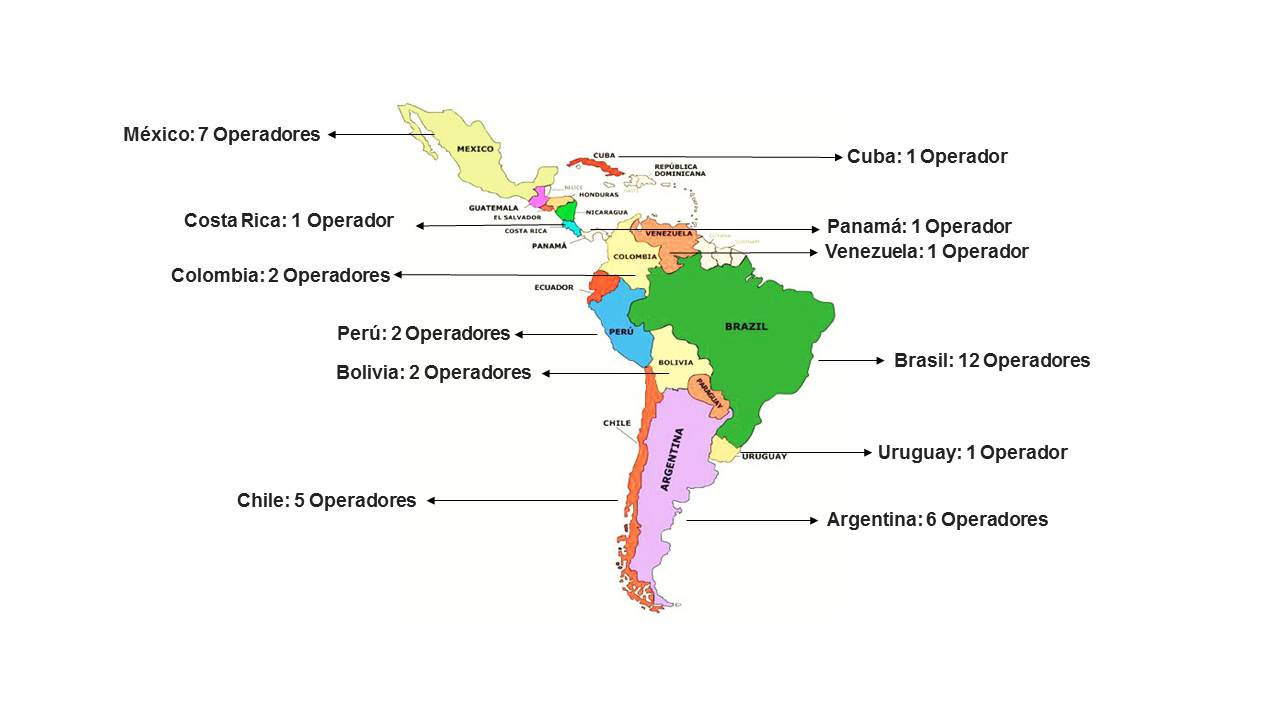 México: 7 Operadores
Cuba: 1 Operador
CUBA
MEXICO
REPÚBLICA
DOMINICANA
BELICE
HONDURAS
GUATEMALA
NICARAGUA
EL SALVADOR
Costa Rica: 1 Operador
COSTA RICA
Panamá: 1 Operador
VENEZUELA
PANAMÁ
Venezuela: 1 Operador
COLOMBIA
Colombia: 2 Operadores
ECUADOR
BRAZIL
Perú: 2 Operadores
PERÚ
BOLIVIA
Brasil: 12 Operadores
Bolivia: 2 Operadores
PARAGUAY
CHILE
ARGENTINA
URUGUAY
Uruguay: 1 Operador
Chile: 5 Operadores
Argentina: 6 Operadores